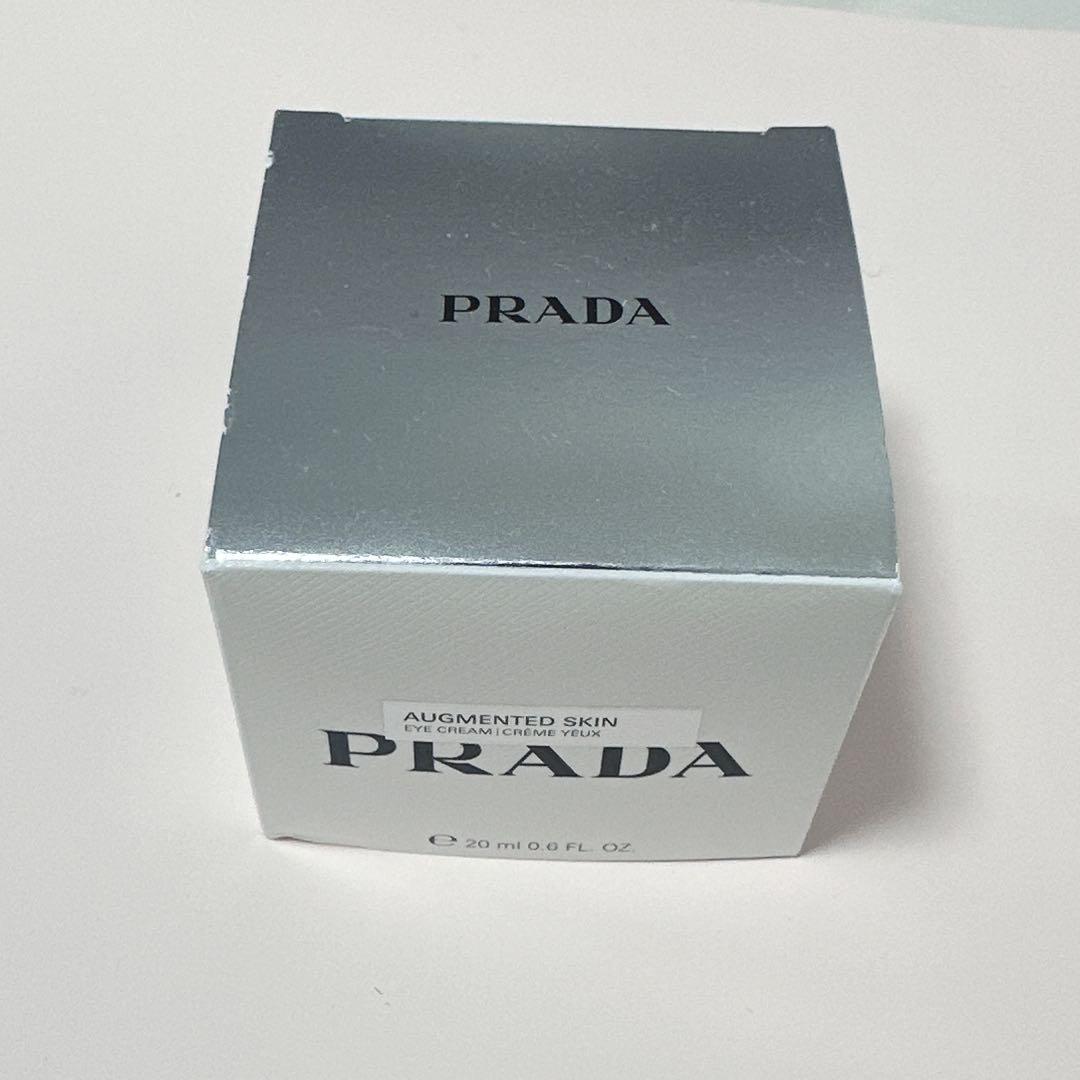 PRADA
AUGMENTED SKIN
EYE CREAM | CRÈME YEUX
PRADA
℮ 20 ml 0.6 FL. OZ.